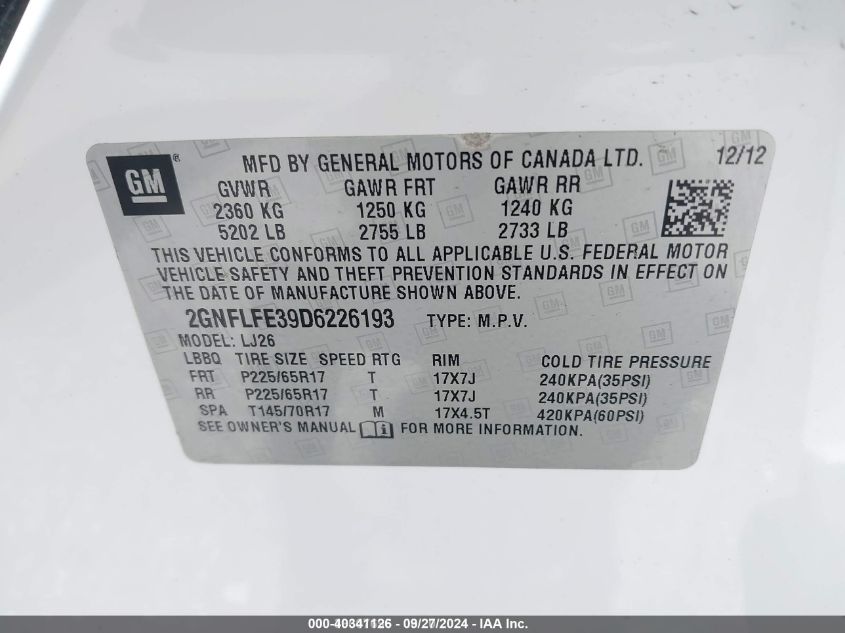 GM ® MFD BY GENERAL MOTORS OF CANADA LTD. 12/12
GVWR GAWR FRT GAWR RR
2360 KG 1250 KG 1240 KG
5202 LB 2755 LB 2733 LB
THIS VEHICLE CONFORMS TO ALL APPLICABLE U.S. FEDERAL MOTOR
VEHICLE SAFETY AND THEFT PREVENTION STANDARDS IN EFFECT ON
THE DATE OF MANUFACTURE SHOWN ABOVE.
2GNFLFE39D6226193 TYPE: M.P.V.
MODEL: LJ26
LBBQ TIRE SIZE SPEED RTG RIM COLD TIRE PRESSURE
FRT P225/65R17 T 17X7J 240KPA(35PSI)
RR P225/65R17 T 17X7J 240KPA(35PSI)
SPA T145/70R17 M 17X4.5T 420KPA(60PSI)
SEE OWNER'S MANUAL FOR MORE INFORMATION.
000-40341126 - 09/27/2024 - IAA Inc.